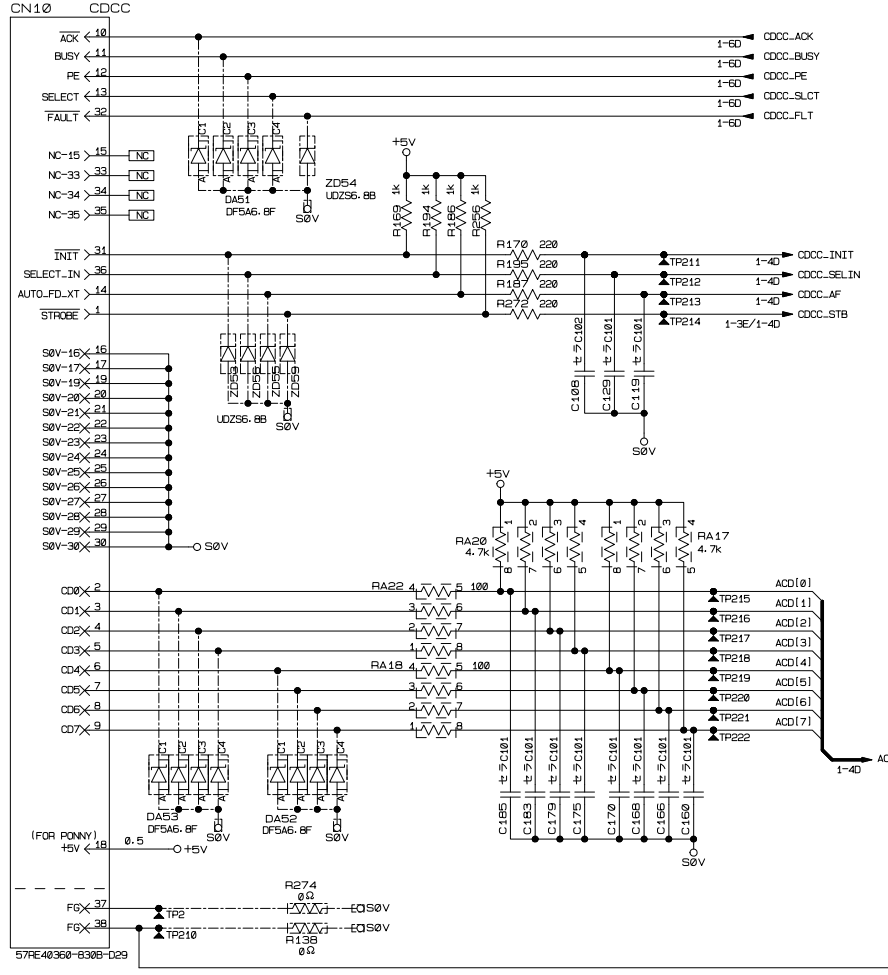 CN10 CDCC
ACK 10 CDCC_ACK
1-6D
BUSY 11 CDCC_BUSY
1-6D
PE 12 CDCC_PE
1-6D
SELECT 13 CDCC_SLCT
1-6D
FAULT 32 CDCC_FLT
1-6D
C1 C2 C3 C4
A A A A
NC-15 15 NC
NC-33 33 NC
NC-34 34 NC
NC-35 35 NC
DA51
DF5A6.8F
ZD54
UDZS6.8B
S0V
+5V
R169 1k
R194 1k
R186 1k
R256 1k
INIT 31 R170 220 TP211 1-4D CDCC_INIT
SELECT_IN 36 R195 220 TP212 1-4D CDCC_SELIN
AUTO_FD_XT 14 R187 220 TP213 1-4D CDCC_AF
STROBE 1 R272 220 TP214 1-3E/1-4D CDCC_STB
ZD53 ZD56 ZD55 ZD59
UDZS6.8B
S0V
C108 セラC102
C129 セラC101
C119 セラC101
S0V
S0V-16 16
S0V-17 17
S0V-19 19
S0V-20 20
S0V-21 21
S0V-22 22
S0V-23 23
S0V-24 24
S0V-25 25
S0V-26 26
S0V-27 27
S0V-28 28
S0V-29 29
S0V-30 30 S0V
+5V
RA20
4.7k
1 2 3 4 1 2 3 4
8 7 6 5 8 7 6 5
RA17
4.7k
CD0 2 RA22 4 5 100 TP215 ACD[0]
CD1 3 3 6 TP216 ACD[1]
CD2 4 2 7 TP217 ACD[2]
CD3 5 1 8 TP218 ACD[3]
CD4 6 RA18 4 5 100 TP219 ACD[4]
CD5 7 3 6 TP220 ACD[5]
CD6 8 2 7 TP221 ACD[6]
CD7 9 1 8 TP222 ACD[7]
1-4D AC
C1 C2 C3 C4 C1 C2 C3 C4
A A A A A A A A
DA53
DF5A6.8F
S0V
DA52
DF5A6.8F
S0V
C185 セラC101
C183 セラC101
C179 セラC101
C175 セラC101
C170 セラC101
C168 セラC101
C166 セラC101
C160 セラC101
S0V
(FOR PONNY)
+5V 18 0.5 +5V
FG 37 TP2 R274 0Ω S0V
FG 38 TP210 R138 0Ω S0V
57RE40360-830B-D29